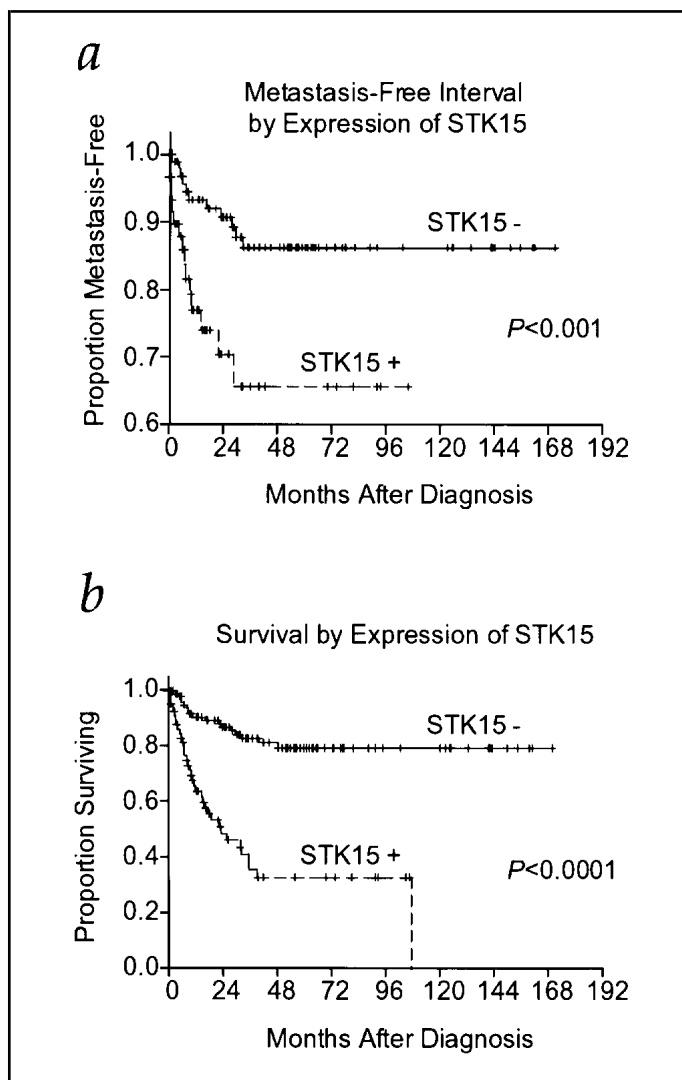 a
Metastasis-Free Interval
by Expression of STK15
Proportion Metastasis-Free
1.0
0.9
0.8
0.7
0.6
STK15 -
P<0.001
STK15 +
0 24 48 72 96 120 144 168 192
Months After Diagnosis
b
Survival by Expression of STK15
Proportion Surviving
1.0
0.8
0.6
0.4
0.2
0.0
STK15 -
STK15 +
P<0.0001
0 24 48 72 96 120 144 168 192
Months After Diagnosis